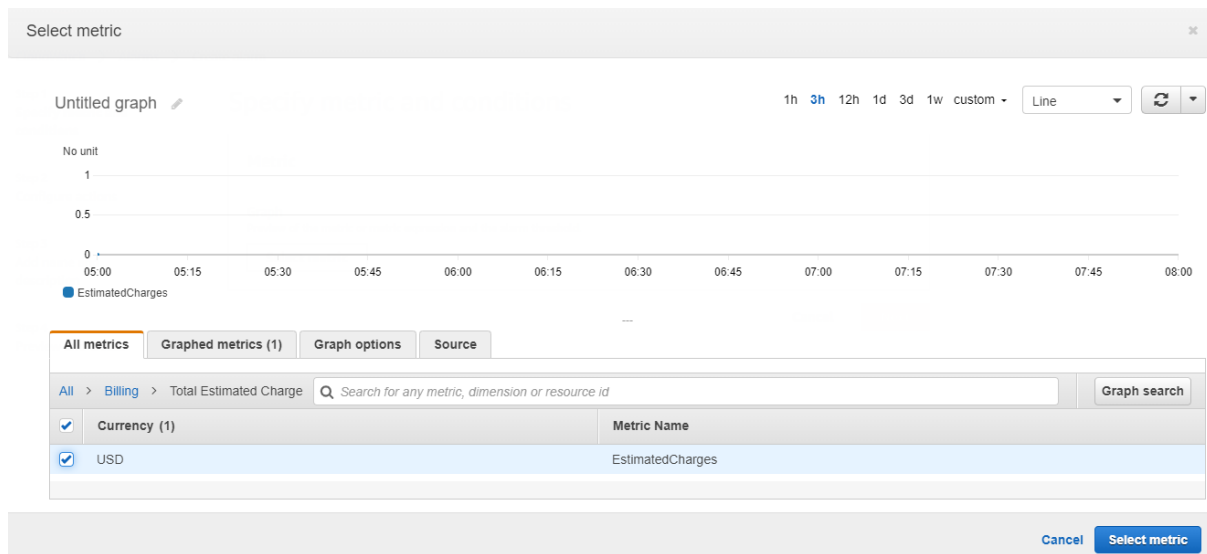 Select metric ×
Untitled graph 1h 3h 12h 1d 3d 1w custom Line
No unit
1
0.5
0
05:00 05:15 05:30 05:45 06:00 06:15 06:30 06:45 07:00 07:15 07:30 07:45 08:00
EstimatedCharges
All metrics Graphed metrics (1) Graph options Source
All > Billing > Total Estimated Charge Search for any metric, dimension or resource id Graph search
Currency (1) Metric Name
USD EstimatedCharges
Cancel Select metric